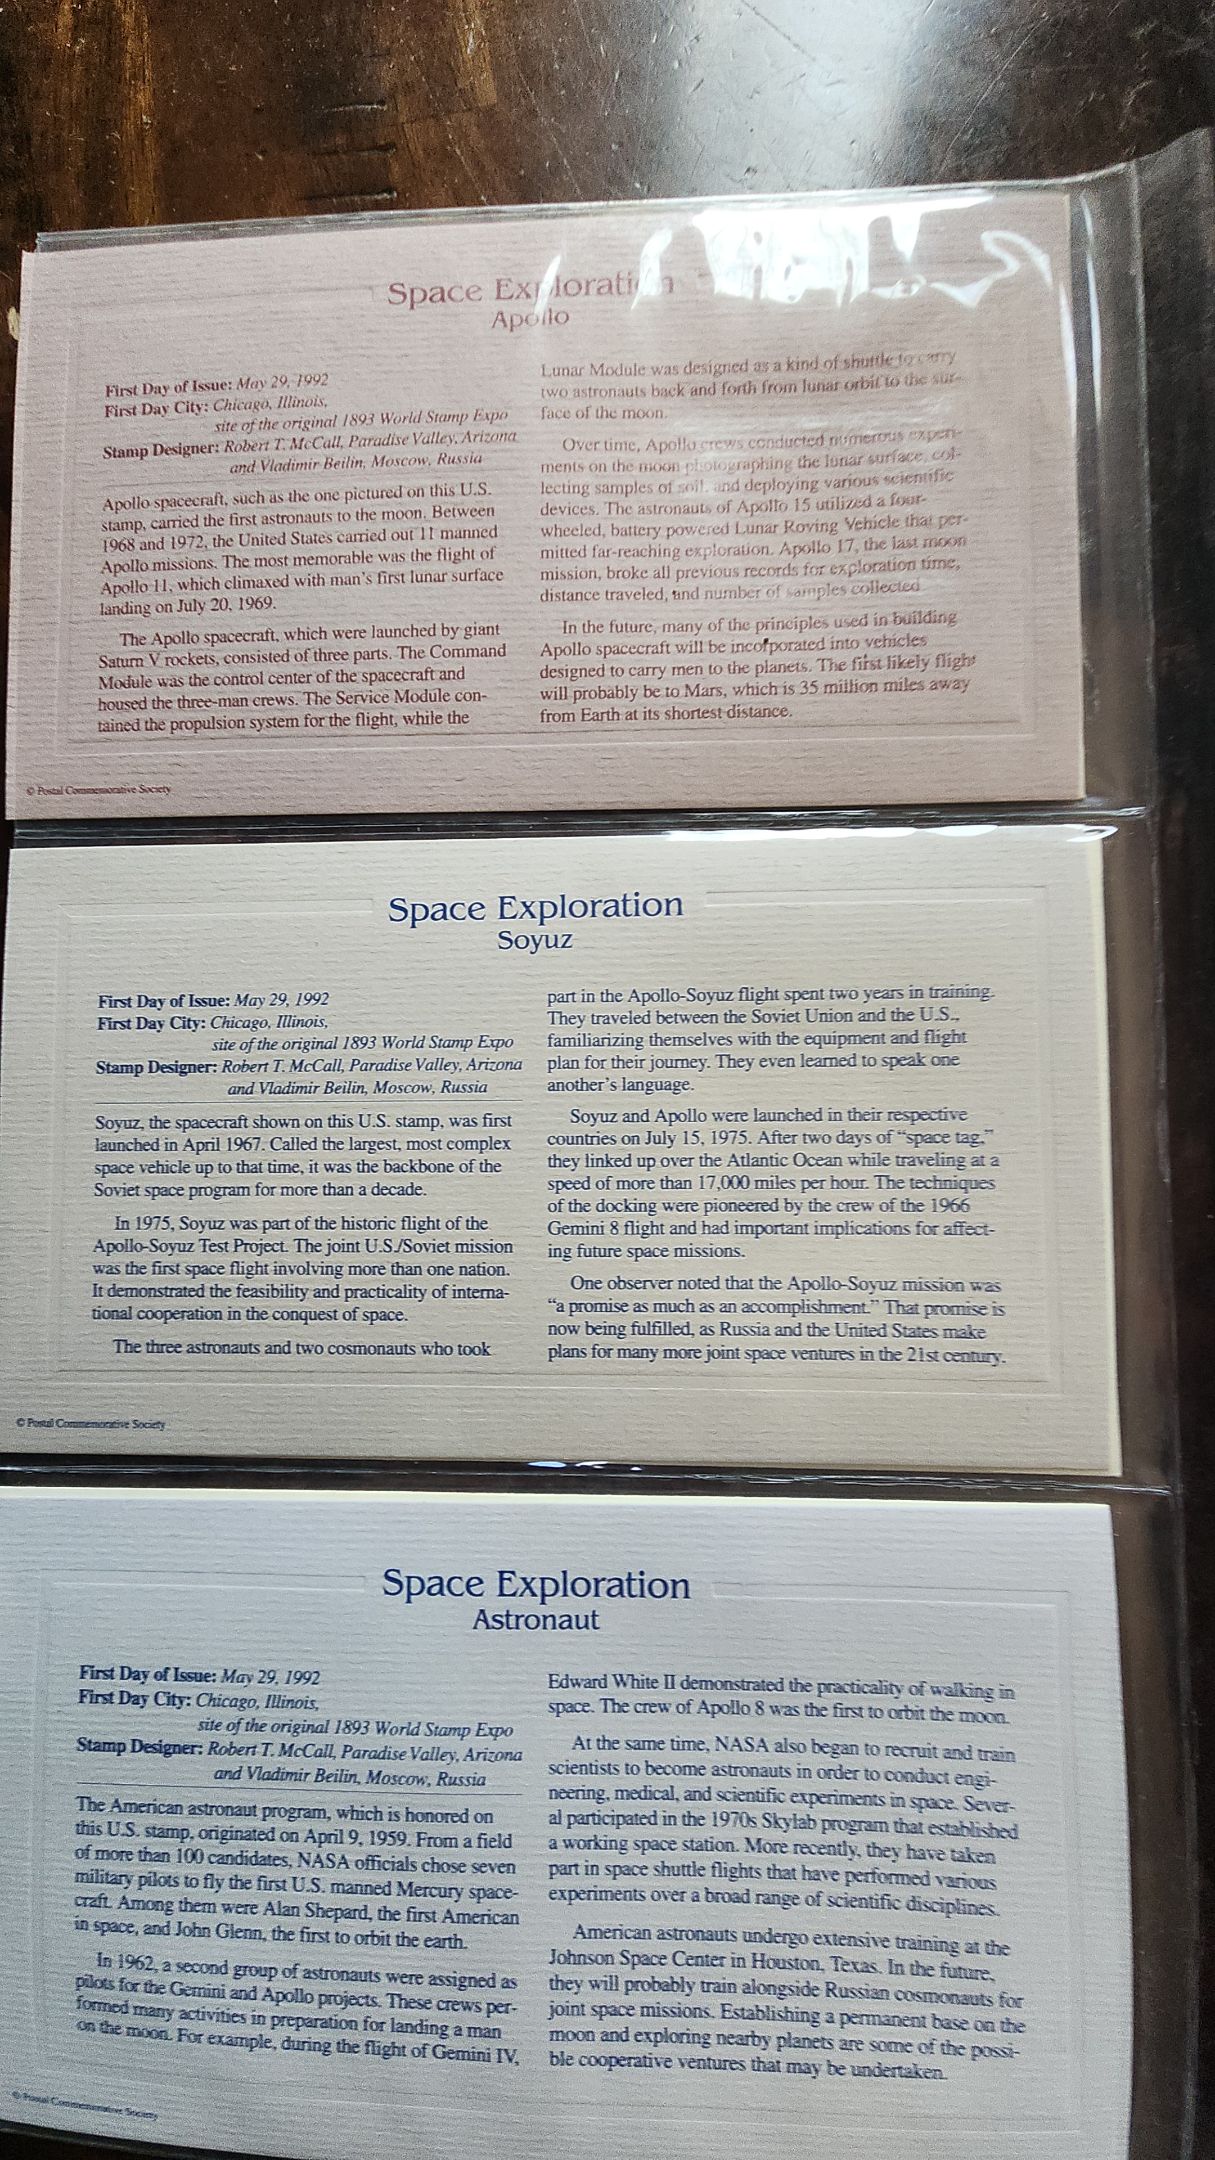 Space Exploration
Apollo
First Day of Issue: May 29, 1992
First Day City: Chicago, Illinois,
site of the original 1893 World Stamp Expo
Stamp Designer: Robert T. McCall, Paradise Valley, Arizona
and Vladimir Beilin, Moscow, Russia
Apollo spacecraft, such as the one pictured on this U.S.
stamp, carried the first astronauts to the moon. Between
1968 and 1972, the United States carried out 11 manned
Apollo missions. The most memorable was the flight of
Apollo 11, which climaxed with man's first lunar surface
landing on July 20, 1969.
The Apollo spacecraft, which were launched by giant
Saturn V rockets, consisted of three parts. The Command
Module was the control center of the spacecraft and
housed the three-man crews. The Service Module con-
tained the propulsion system for the flight, while the
Lunar Module was designed as a kind of shuttle to carry
two astronauts back and forth from lunar orbit to the sur-
face of the moon.
Over time, Apollo crews conducted numerous experi-
ments on the moon photographing the lunar surface, col-
lecting samples of soil, and deploying various scientific
devices. The astronauts of Apollo 15 utilized a four-
wheeled, battery powered Lunar Roving Vehicle that per-
mitted far-reaching exploration. Apollo 17, the last moon
mission, broke all previous records for exploration time,
distance traveled, and number of samples collected.
In the future, many of the principles used in building
Apollo spacecraft will be incorporated into vehicles
designed to carry men to the planets. The first likely flight
will probably be to Mars, which is 35 million miles away
from Earth at its shortest distance.
© Postal Commemorative Society
Space Exploration
Soyuz
First Day of Issue: May 29, 1992
First Day City: Chicago, Illinois,
site of the original 1893 World Stamp Expo
Stamp Designer: Robert T. McCall, Paradise Valley, Arizona
and Vladimir Beilin, Moscow, Russia
Soyuz, the spacecraft shown on this U.S. stamp, was first
launched in April 1967. Called the largest, most complex
space vehicle up to that time, it was the backbone of the
Soviet space program for more than a decade.
In 1975, Soyuz was part of the historic flight of the
Apollo-Soyuz Test Project. The joint U.S./Soviet mission
was the first space flight involving more than one nation.
It demonstrated the feasibility and practicality of interna-
tional cooperation in the conquest of space.
The three astronauts and two cosmonauts who took
part in the Apollo-Soyuz flight spent two years in training.
They traveled between the Soviet Union and the U.S.,
familiarizing themselves with the equipment and flight
plan for their journey. They even learned to speak one
another's language.
Soyuz and Apollo were launched in their respective
countries on July 15, 1975. After two days of "space tag,"
they linked up over the Atlantic Ocean while traveling at a
speed of more than 17,000 miles per hour. The techniques
of the docking were pioneered by the crew of the 1966
Gemini 8 flight and had important implications for affect-
ing future space missions.
One observer noted that the Apollo-Soyuz mission was
"a promise as much as an accomplishment." That promise is
now being fulfilled, as Russia and the United States make
plans for many more joint space ventures in the 21st century.
© Postal Commemorative Society
Space Exploration
Astronaut
First Day of Issue: May 29, 1992
First Day City: Chicago, Illinois,
site of the original 1893 World Stamp Expo
Stamp Designer: Robert T. McCall, Paradise Valley, Arizona
and Vladimir Beilin, Moscow, Russia
The American astronaut program, which is honored on
this U.S. stamp, originated on April 9, 1959. From a field
of more than 100 candidates, NASA officials chose seven
military pilots to fly the first U.S. manned Mercury space-
craft. Among them were Alan Shepard, the first American
in space, and John Glenn, the first to orbit the earth.
In 1962, a second group of astronauts were assigned as
pilots for the Gemini and Apollo projects. These crews per-
formed many activities in preparation for landing a man
on the moon. For example, during the flight of Gemini IV,
Edward White II demonstrated the practicality of walking in
space. The crew of Apollo 8 was the first to orbit the moon.
At the same time, NASA also began to recruit and train
scientists to become astronauts in order to conduct engi-
neering, medical, and scientific experiments in space. Sever-
al participated in the 1970s Skylab program that established
a working space station. More recently, they have taken
part in space shuttle flights that have performed various
experiments over a broad range of scientific disciplines.
American astronauts undergo extensive training at the
Johnson Space Center in Houston, Texas. In the future,
they will probably train alongside Russian cosmonauts for
joint space missions. Establishing a permanent base on the
moon and exploring nearby planets are some of the possi-
ble cooperative ventures that may be undertaken.
© Postal Commemorative Society